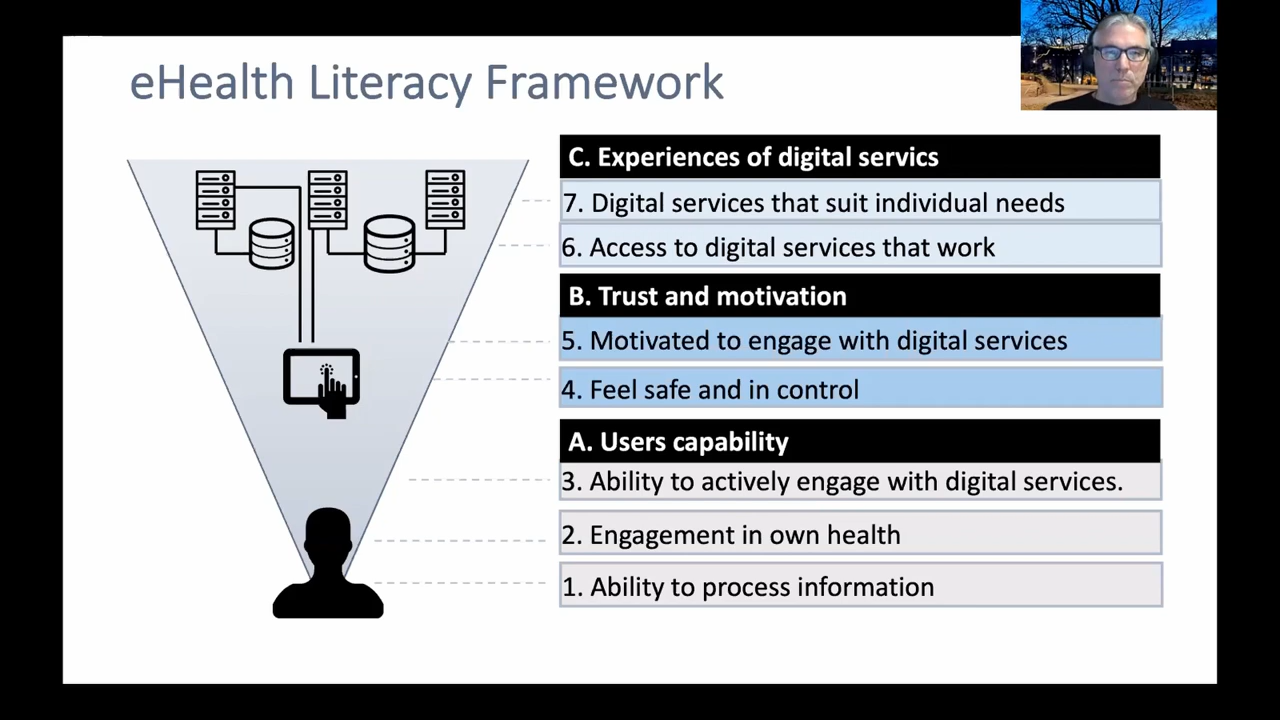 eHealth Literacy Framework
C. Experiences of digital servics
7. Digital services that suit individual needs
6. Access to digital services that work
B. Trust and motivation
5. Motivated to engage with digital services
4. Feel safe and in control
A. Users capability
3. Ability to actively engage with digital services.
2. Engagement in own health
1. Ability to process information